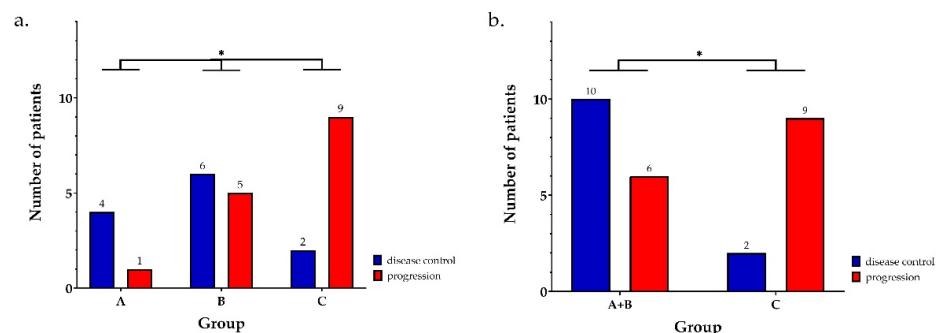 a.
*
Number of patients
10
5
0
4
1
6
5
2
9
A
B
C
Group
disease control
progression
b.
*
Number of patients
10
5
0
10
6
2
9
A+B
C
Group
disease control
progression